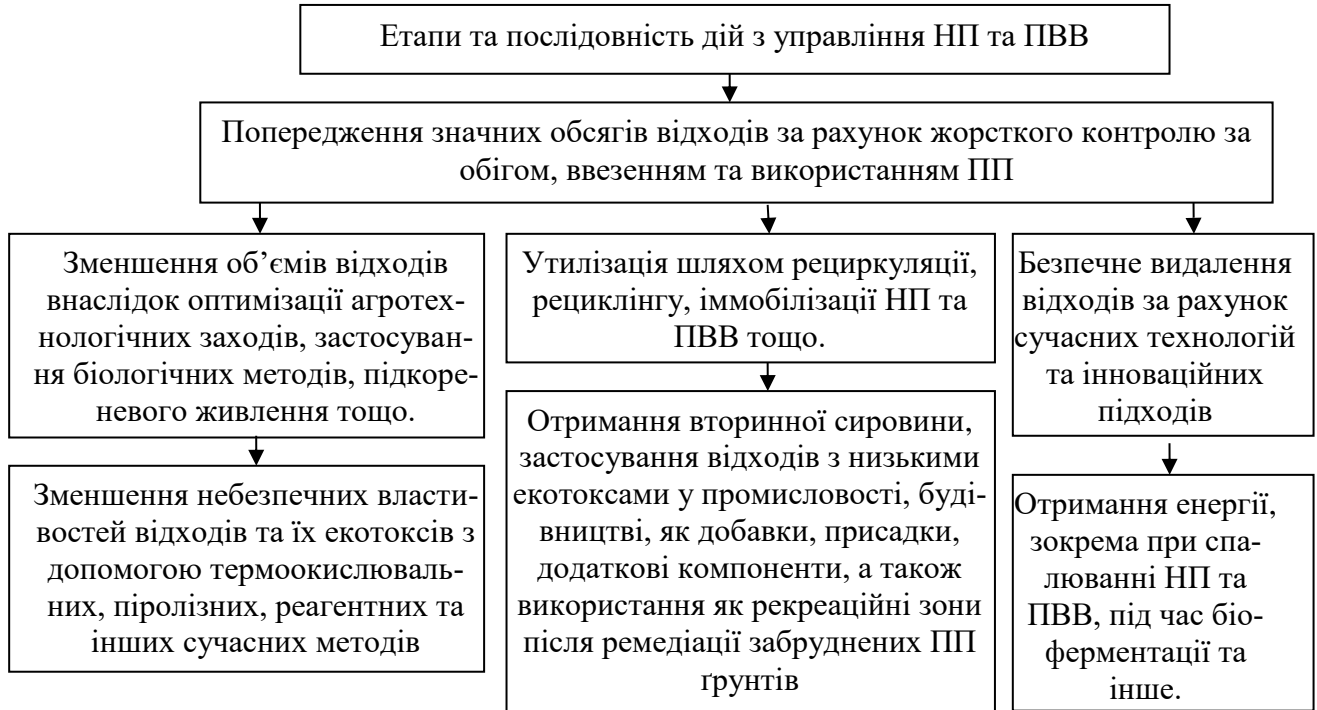 Етапи та послідовність дій з управління НП та ПВВ
Попередження значних обсягів відходів за рахунок жорсткого контролю за
обігом, ввезенням та використанням ПП
Зменшення об’ємів відходів
внаслідок оптимізації агротех-
нологічних заходів, застосуван-
ня біологічних методів, підкоре-
невого живлення тощо.
Зменшення небезпечних власти-
востей відходів та їх екотоксів з
допомогою термоокислюваль-
них, піролізних, реагентних та
інших сучасних методів
Утилізація шляхом рециркуляції,
рециклінгу, іммобілізації НП та
ПВВ тощо.
Отримання вторинної сировини,
застосування відходів з низькими
екотоксами у промисловості, буді-
вництві, як добавки, присадки,
додаткові компоненти, а також
використання як рекреаційні зони
після ремедіації забруднених ПП
ґрунтів
Безпечне видалення
відходів за рахунок
сучасних технологій
та інноваційних
підходів
Отримання енергії,
зокрема при спа-
люванні НП та
ПВВ, під час біо-
ферментації та
інше.